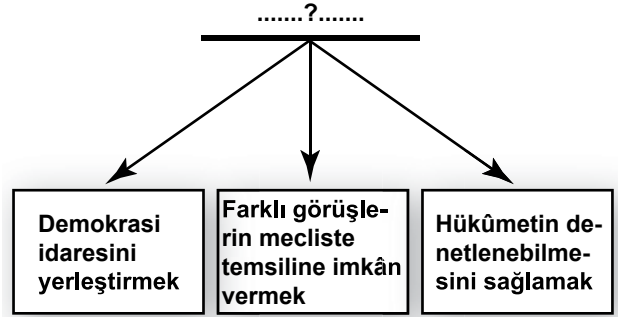 .......?.......
Demokrasi
idaresini
yerleştirmek
Farklı görüşle-
rin mecliste
temsiline imkân
vermek
Hükûmetin de-
netlenebilme-
sini sağlamak